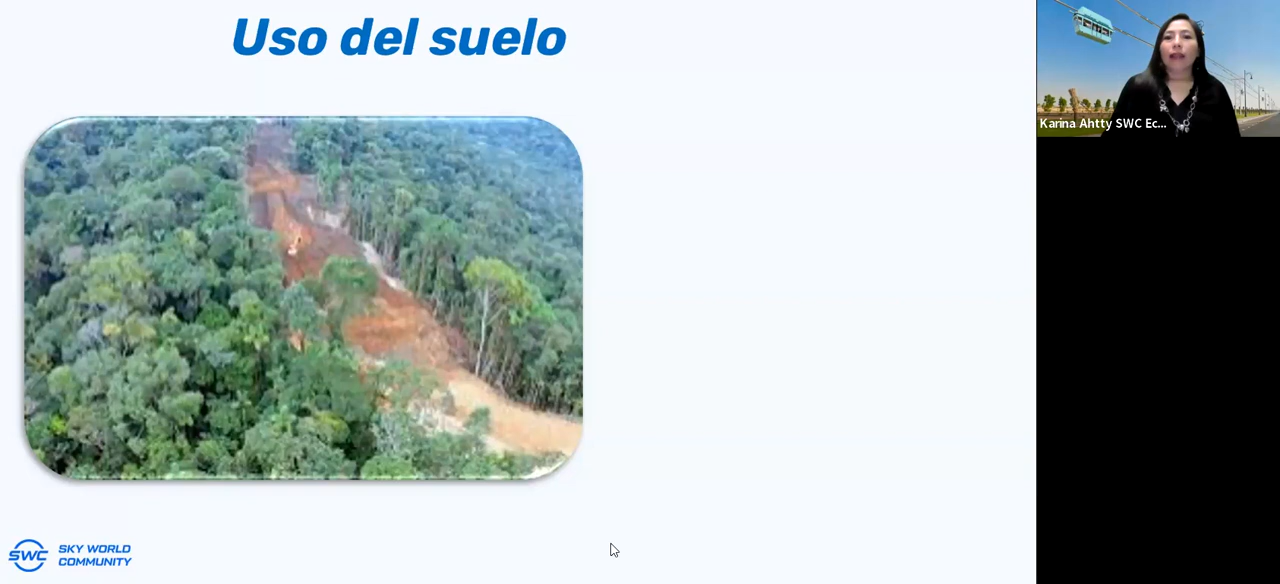 Uso del suelo
Karina Ahtty SWC Ec...
SWC
SKY WORLD
COMMUNITY